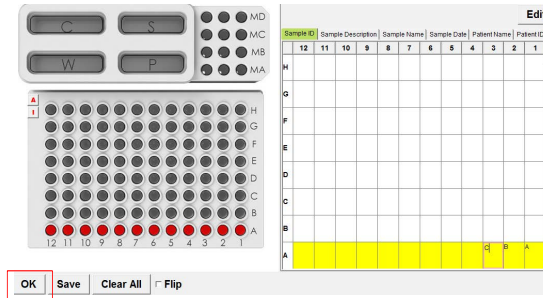 C S
W P
MD
MC
MB
MA
A
I
H
G
F
E
D
C
B
A
12 11 10 9 8 7 6 5 4 3 2 1
Edi
Sample ID Sample Description Sample Name Sample Date Patient Name Patient ID
12 11 10 9 8 7 6 5 4 3 2 1
H
G
F
E
D
C
B
A C B A
OK Save Clear All Flip